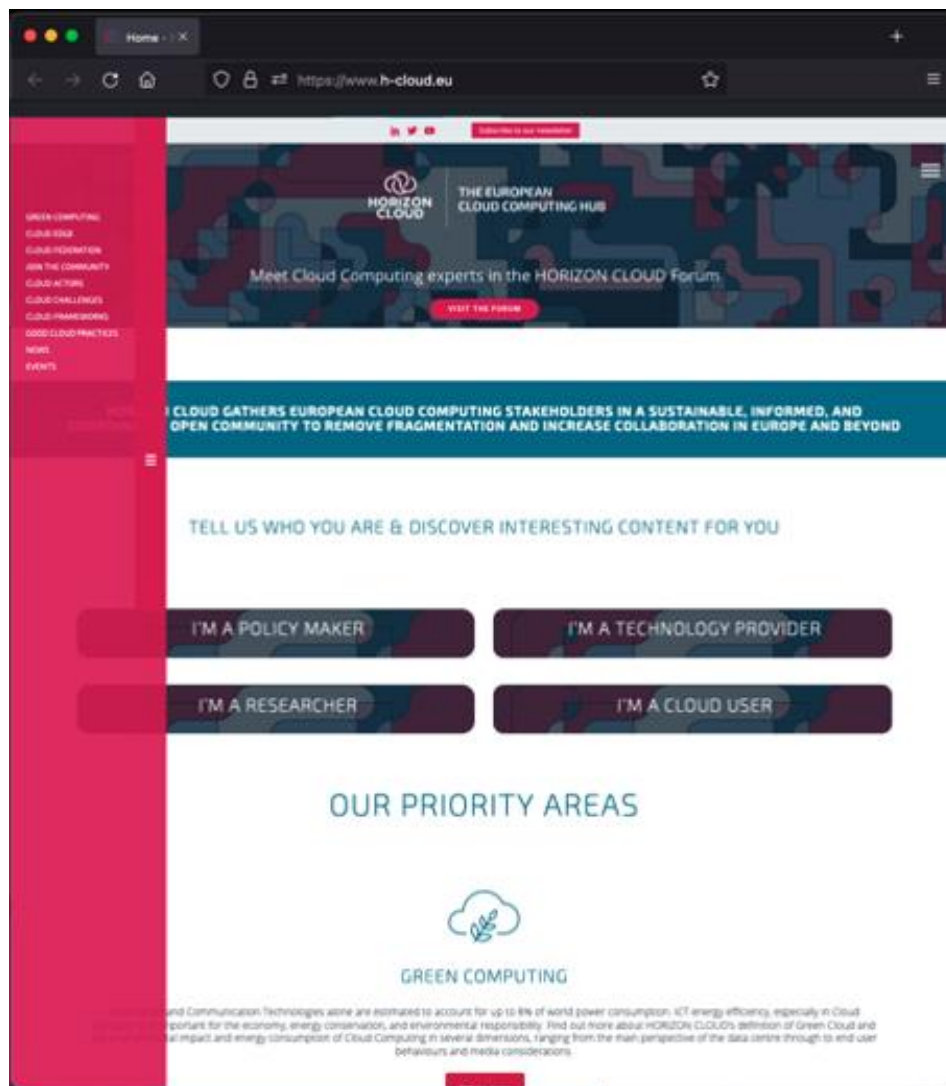 Home
https://www.h-cloud.eu
Subscribe to our newsletter
HORIZON CLOUD
THE EUROPEAN
CLOUD COMPUTING HUB
Meet Cloud Computing experts in the HORIZON CLOUD Forum
VISIT THE FORUM
GREEN COMPUTING
CLOUD EDGE
CLOUD FEDERATION
JOIN THE COMMUNITY
CLOUD ACTORS
CLOUD CHALLENGES
CLOUD FRAMEWORKS
GOOD CLOUD PRACTICES
NEWS
EVENTS
CLOUD GATHERS EUROPEAN CLOUD COMPUTING STAKEHOLDERS IN A SUSTAINABLE, INFORMED, AND
OPEN COMMUNITY TO REMOVE FRAGMENTATION AND INCREASE COLLABORATION IN EUROPE AND BEYOND
TELL US WHO YOU ARE & DISCOVER INTERESTING CONTENT FOR YOU
I'M A POLICY MAKER
I'M A TECHNOLOGY PROVIDER
I'M A RESEARCHER
I'M A CLOUD USER
OUR PRIORITY AREAS
GREEN COMPUTING
and Communication Technologies alone are estimated to account for up to 8% of world power consumption. ICT energy efficiency, especially in Cloud
for the economy, energy conservation, and environmental responsibility. Find out more about HORIZON CLOUD's definition of Green Cloud and
impact and energy consumption of Cloud Computing in several dimensions, ranging from the main perspective of the data centre through to end user
behaviours and media considerations.